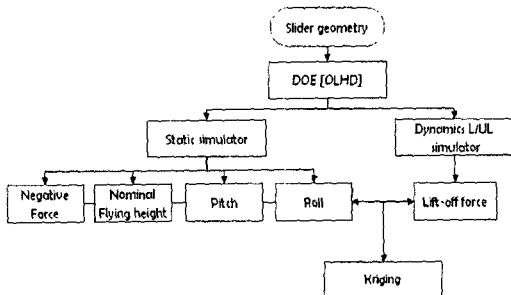 Slider geometry
DOE [OLHD]
Static simulator
Dynamics L/UL
simulator
Negative
Force
Nominal
Flying height
Pitch
Roll
Lift-off force
Kriging